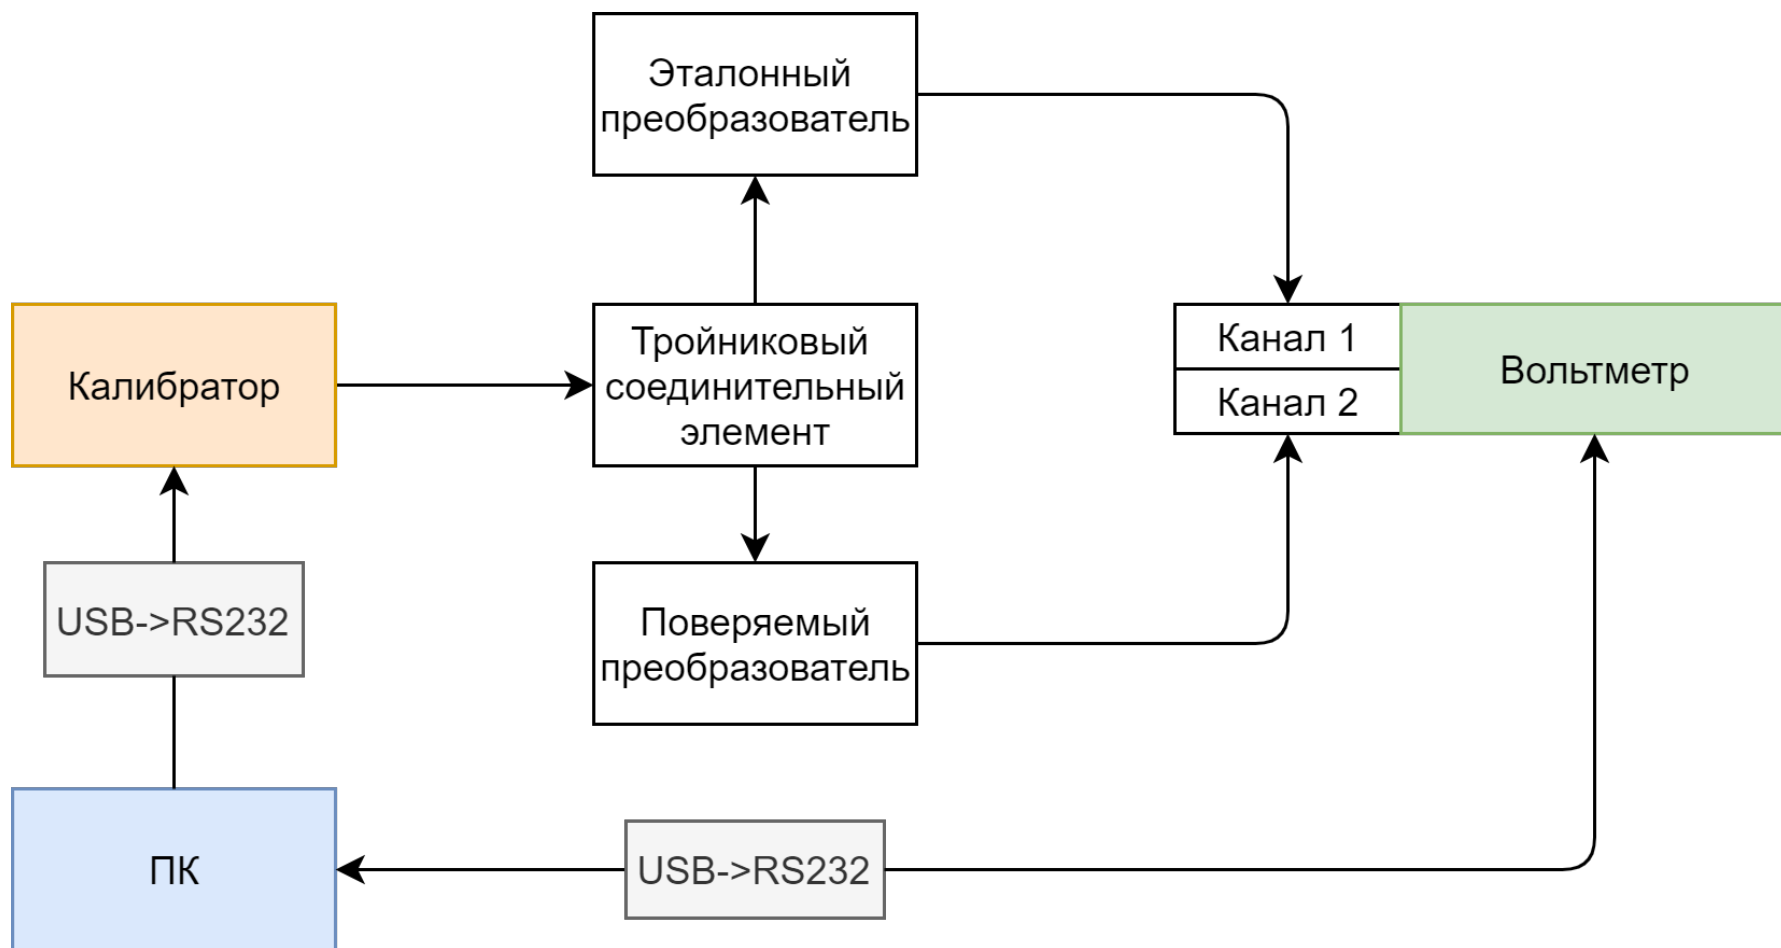 Эталонный
преобразователь
Калибратор
Тройниковый
соединительный
элемент
Канал 1
Канал 2
Вольтметр
USB->RS232
Поверяемый
преобразователь
ПК
USB->RS232